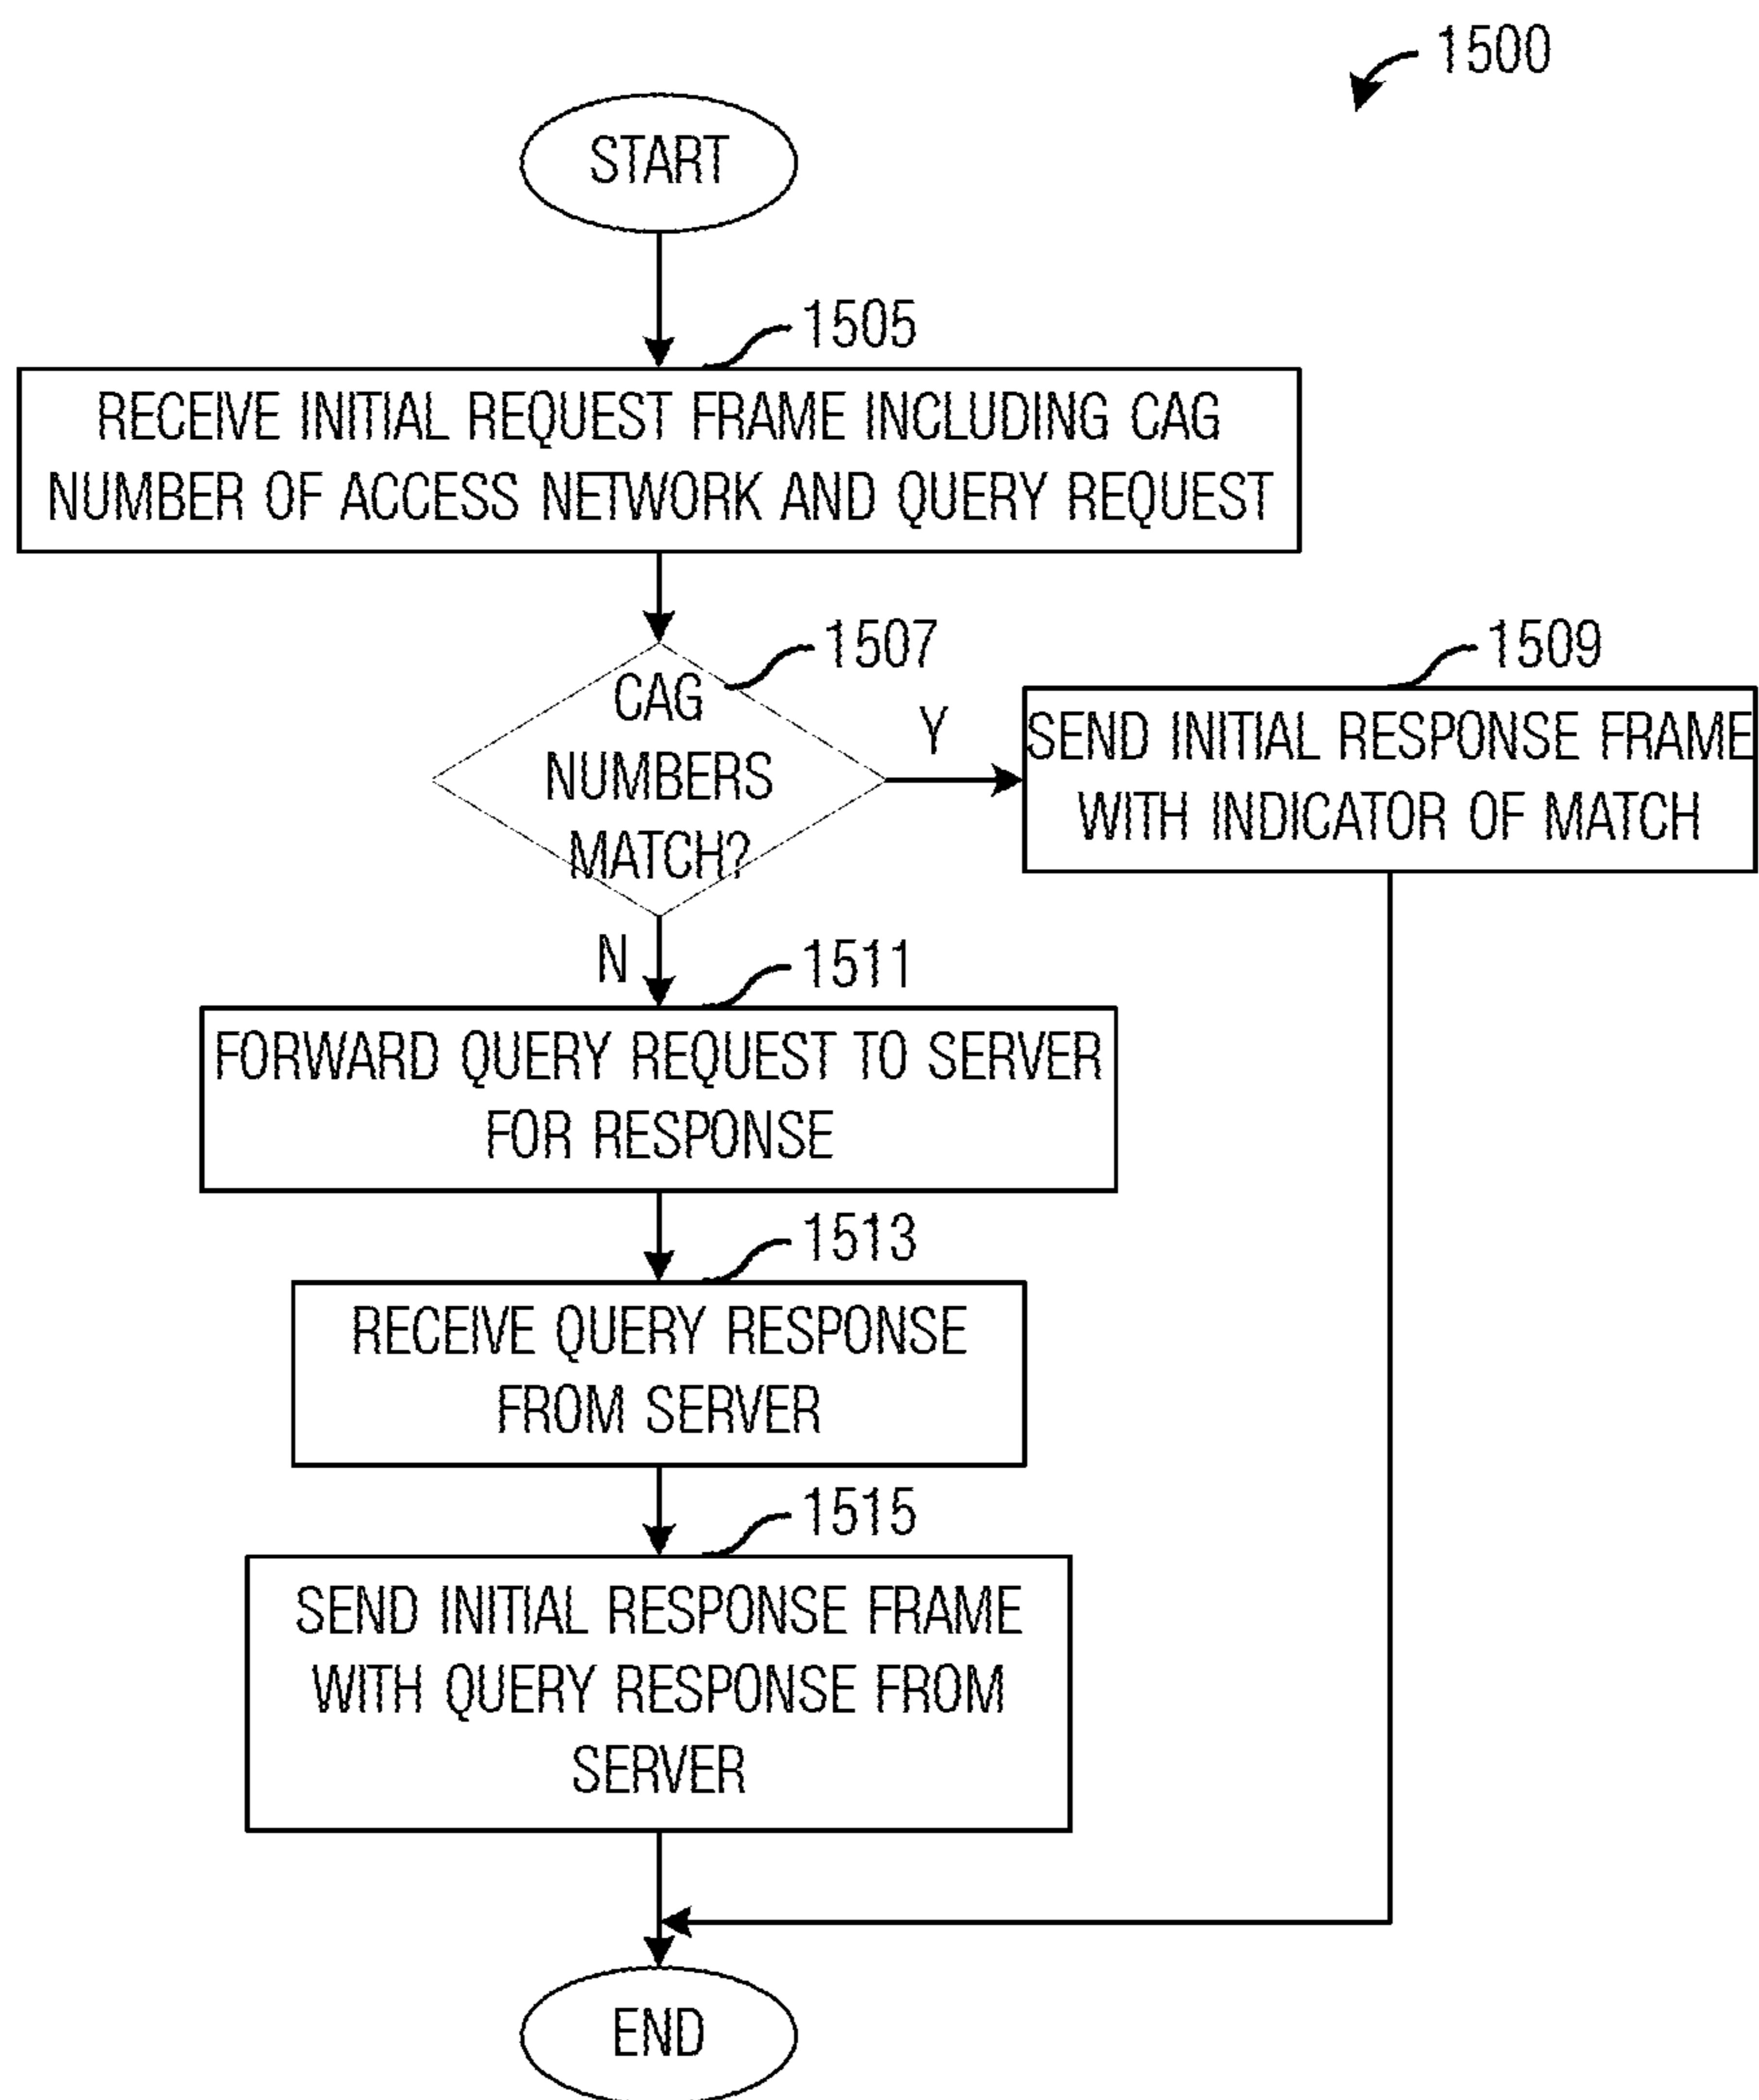 1500
START
1505
RECEIVE INITIAL REQUEST FRAME INCLUDING CAG
NUMBER OF ACCESS NETWORK AND QUERY REQUEST
1507
CAG
NUMBERS
MATCH?
Y
1509
SEND INITIAL RESPONSE FRAME
WITH INDICATOR OF MATCH
N
1511
FORWARD QUERY REQUEST TO SERVER
FOR RESPONSE
1513
RECEIVE QUERY RESPONSE
FROM SERVER
1515
SEND INITIAL RESPONSE FRAME
WITH QUERY RESPONSE FROM
SERVER
END